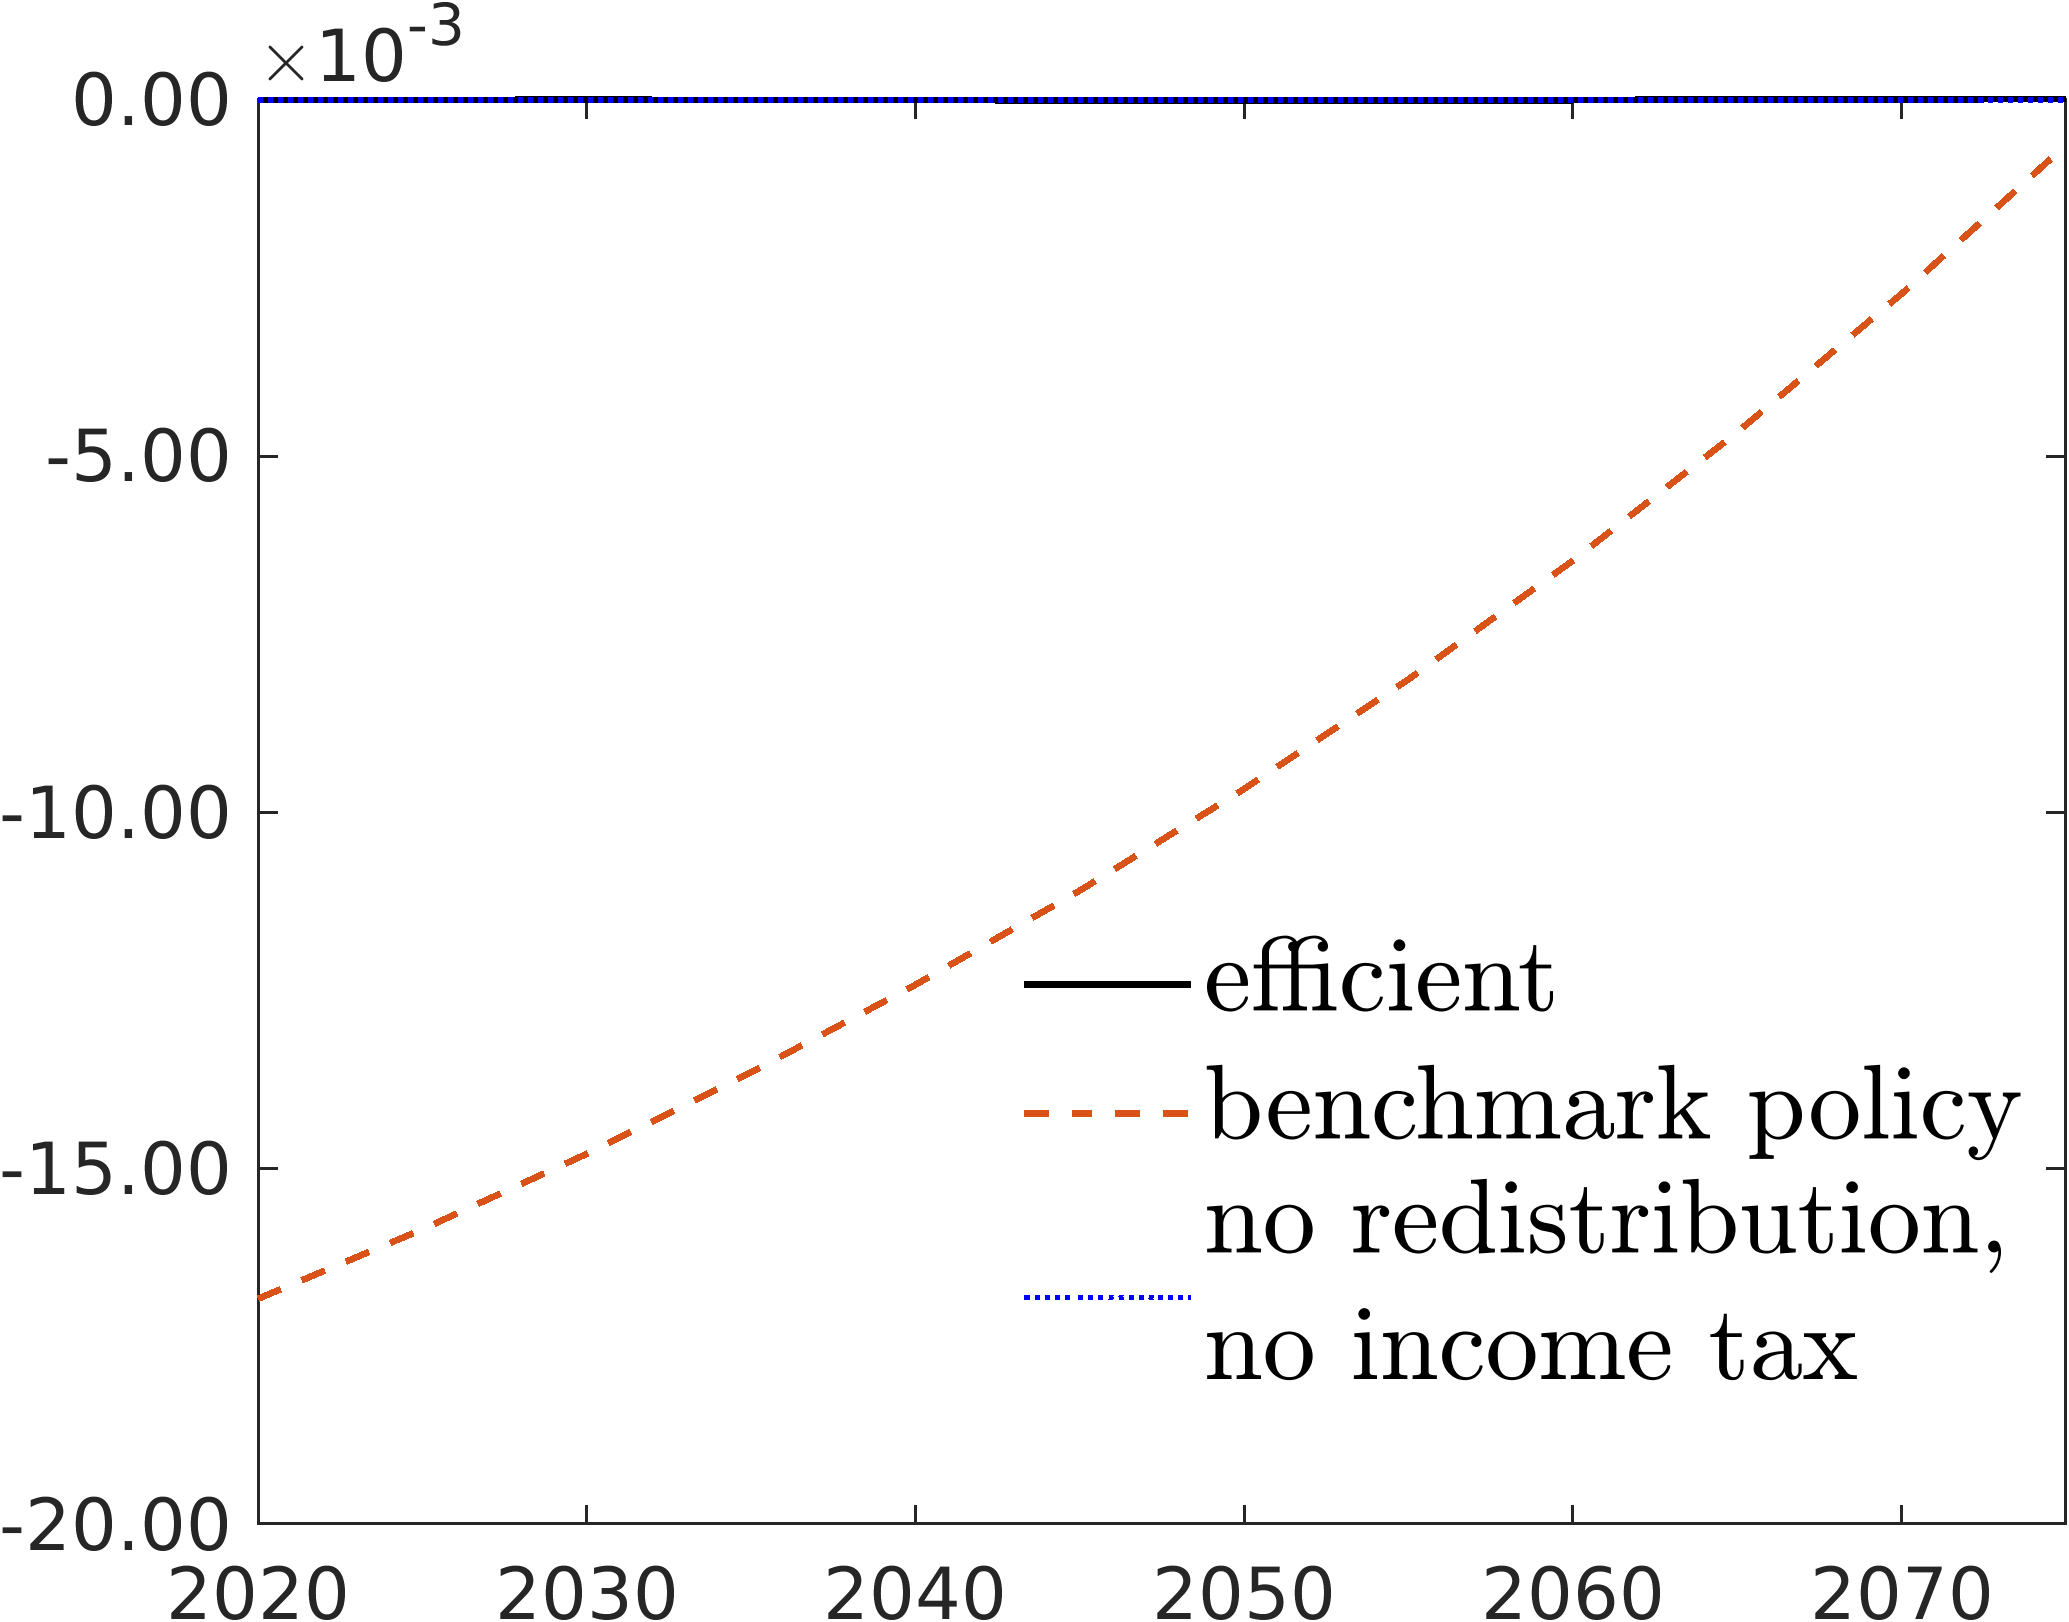 ×10-3
0.00
-5.00
-10.00
-15.00
-20.00
2020 2030 2040 2050 2060 2070
efficient
benchmark policy
no redistribution,
no income tax